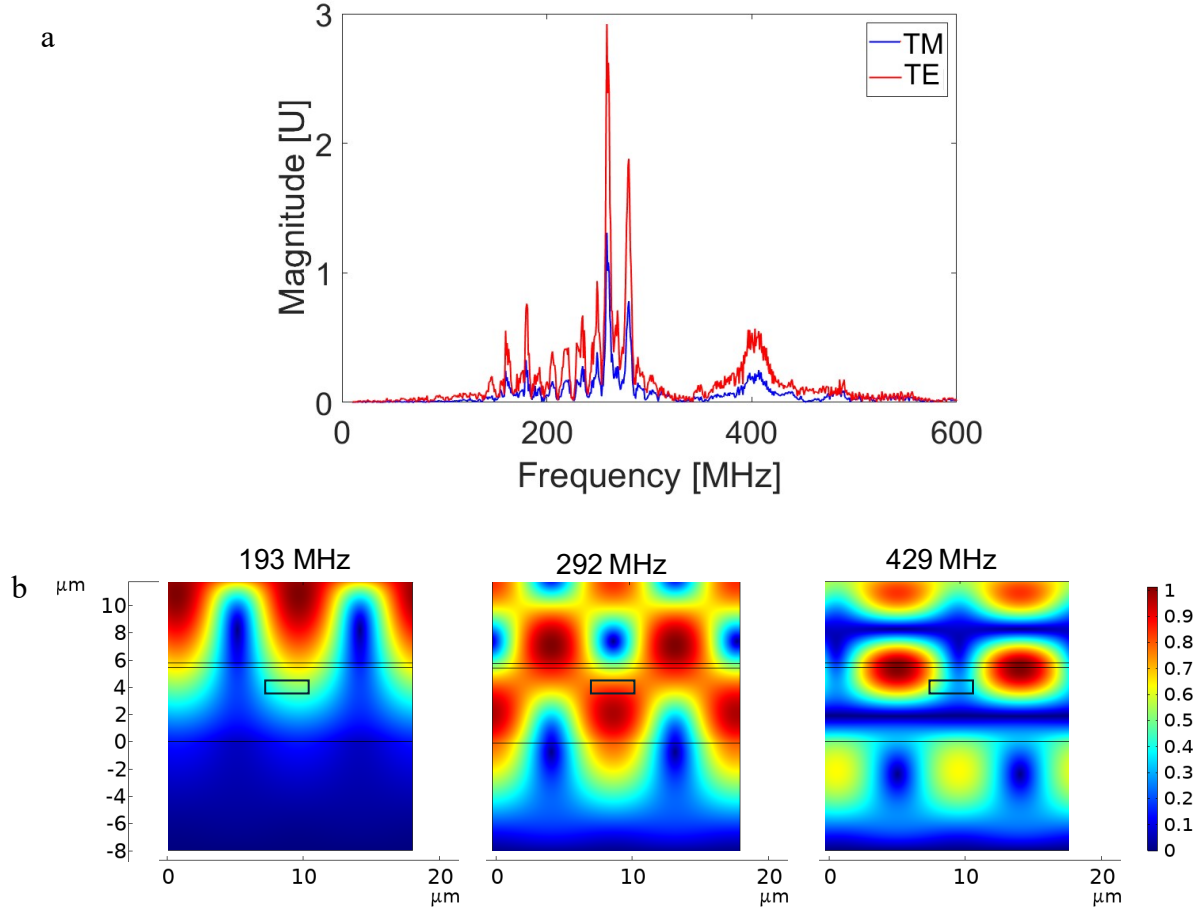 a
3
2
1
0
Magnitude [U]
TM
TE
0 200 400 600
Frequency [MHz]
b
193 MHz 292 MHz 429 MHz
μm
10
8
6
4
2
0
-2
-4
-6
-8
1
0.9
0.8
0.7
0.6
0.5
0.4
0.3
0.2
0.1
0
0 10 20 0 10 20 0 10 20
μm μm μm